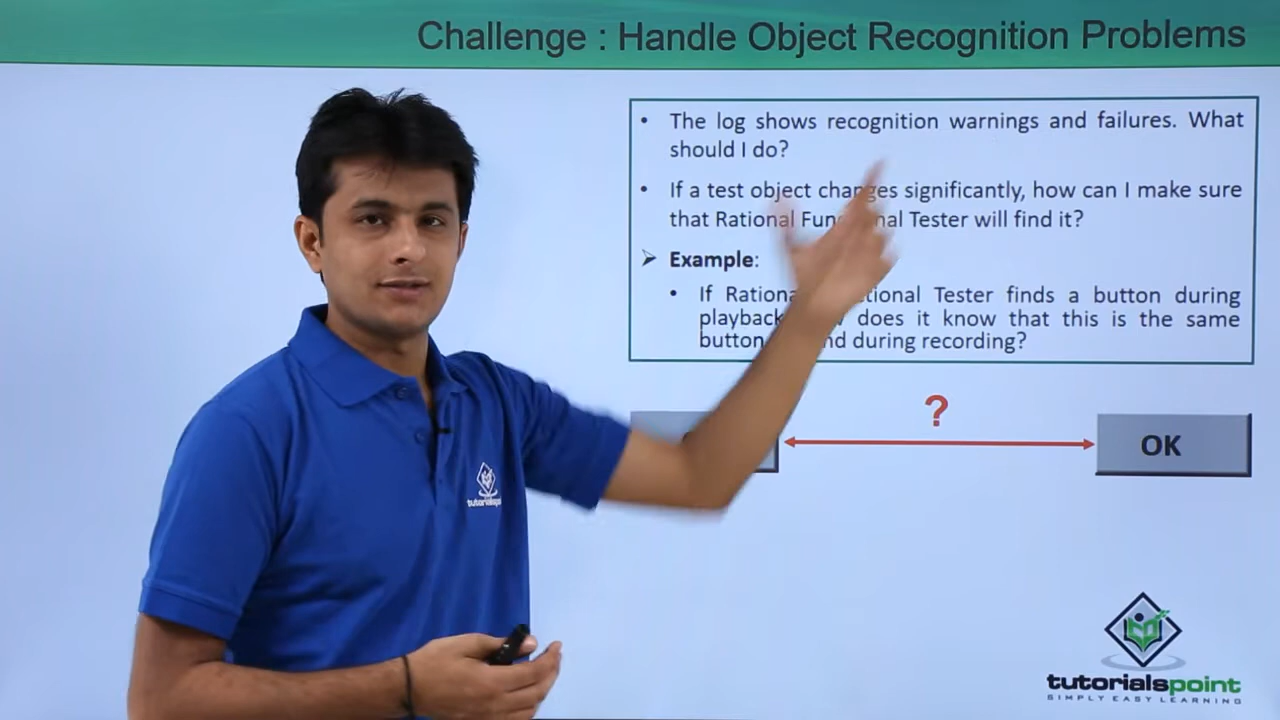 Challenge : Handle Object Recognition Problems
• The log shows recognition warnings and failures. What
should I do?
• If a test object changes significantly, how can I make sure
that Rational Func nal Tester will find it?
➤ Example:
• If Rationa tional Tester finds a button during
playback does it know that this is the same
button nd during recording?
?
OK
tutorialspoint
tutorialspoint
SIMPLY EASY LEARNING